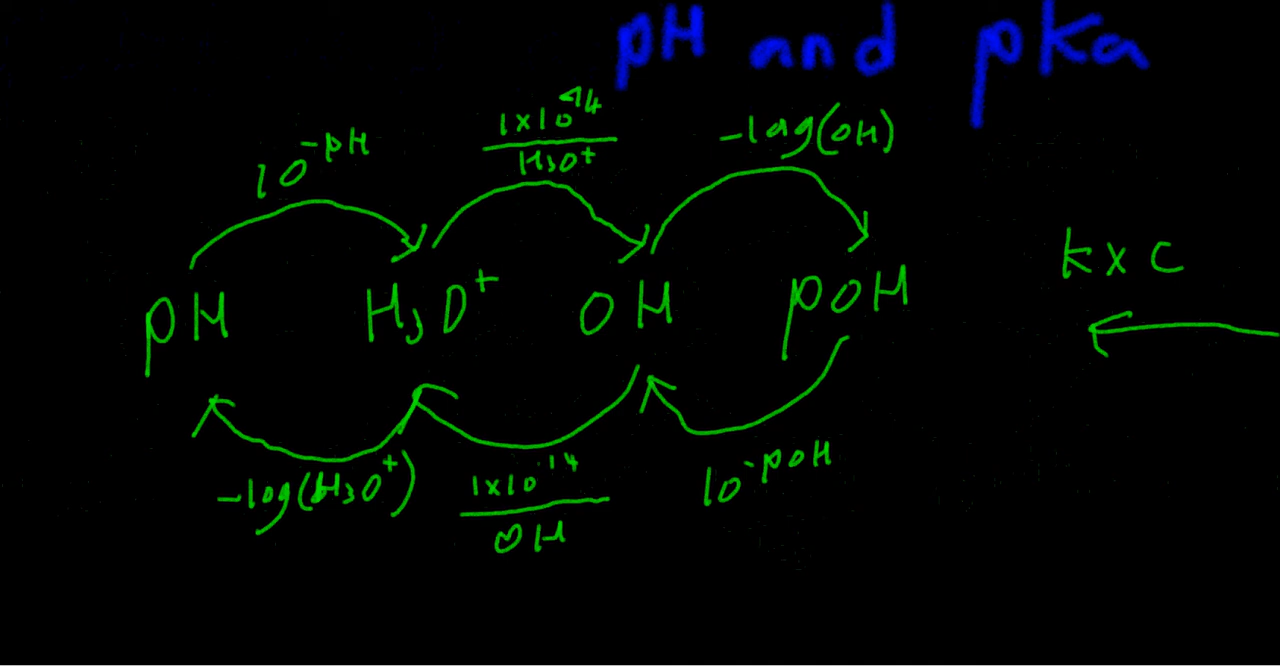 pH and pka
10^-pH
1x10^-14
H3O+
-log(OH)
pH H3O+ OH pOH
k x c
-log(H3O+)
1x10^-14
OH
10^-pOH